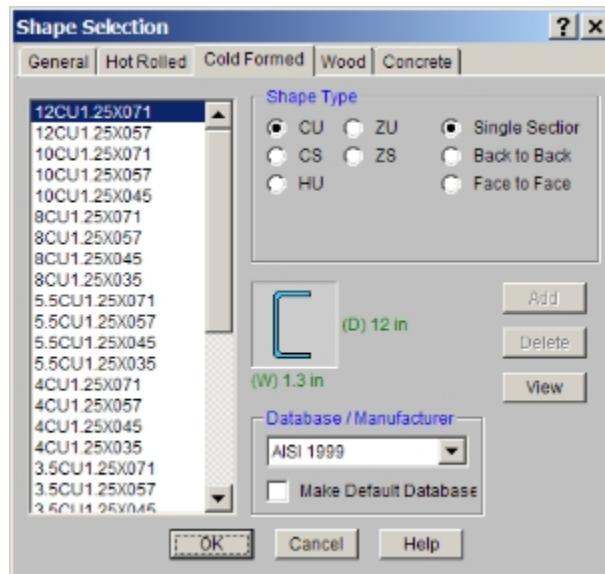 Shape Selection
General Hot Rolled Cold Formed Wood Concrete
12CU1.25X071
12CU1.25X057
10CU1.25X071
10CU1.25X057
10CU1.25X045
8CU1.25X071
8CU1.25X057
8CU1.25X045
8CU1.25X035
5.5CU1.25X071
5.5CU1.25X057
5.5CU1.25X045
5.5CU1.25X035
4CU1.25X071
4CU1.25X057
4CU1.25X045
4CU1.25X035
3.5CU1.25X071
3.5CU1.25X057
3.5CU1.25X045
Shape Type
CU ZU Single Section
CS ZS Back to Back
HU Face to Face
(D) 12 in
(W) 1.3 in
Add
Delete
View
Database / Manufacturer
AISI 1999
Make Default Database
OK Cancel Help